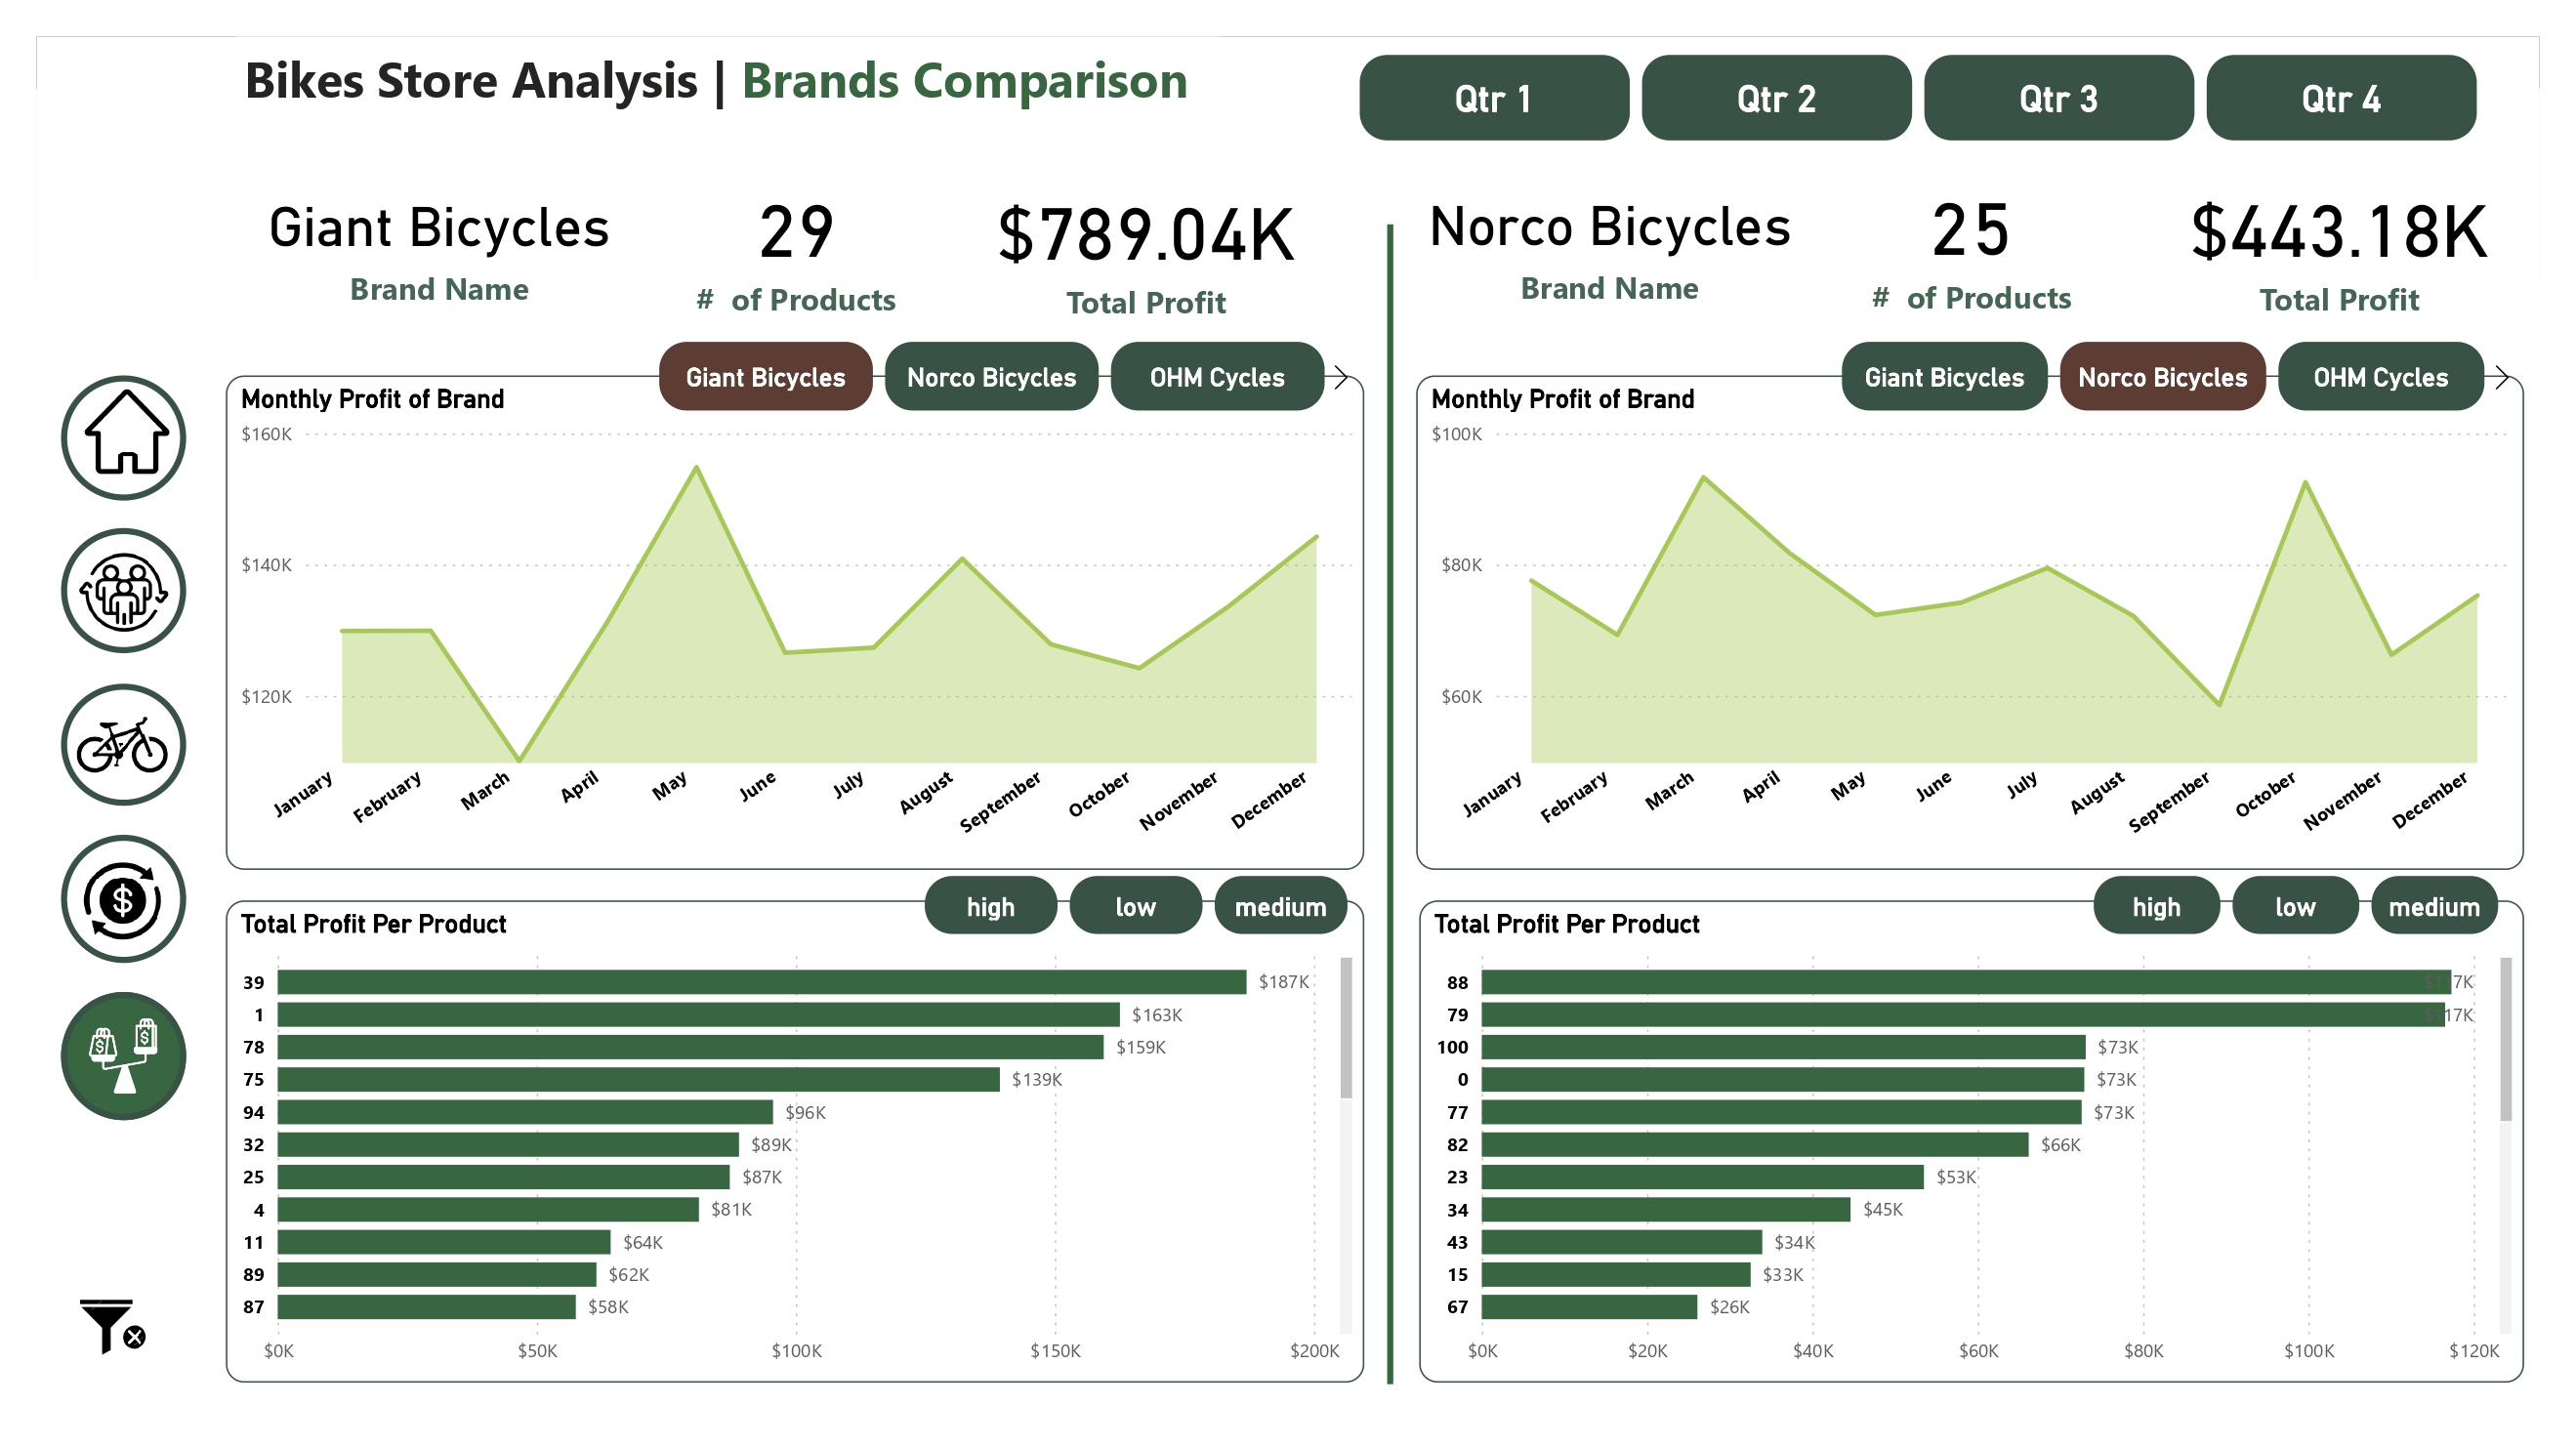 Bikes Store Analysis | Brands Comparison
Qtr 1
Qtr 2
Qtr 3
Qtr 4
Giant Bicycles
Brand Name
29
# of Products
$789.04K
Total Profit
Norco Bicycles
Brand Name
25
# of Products
$443.18K
Total Profit
Giant Bicycles
Norco Bicycles
OHM Cycles
Monthly Profit of Brand
$160K
$140K
$120K
January
February
March
April
May
June
July
August
September
October
November
December
Giant Bicycles
Norco Bicycles
OHM Cycles
Monthly Profit of Brand
$100K
$80K
$60K
January
February
March
April
May
June
July
August
September
October
November
December
high
low
medium
Total Profit Per Product
39 $187K
1 $163K
78 $159K
75 $139K
94 $96K
32 $89K
25 $87K
4 $81K
11 $64K
89 $62K
87 $58K
$0K $50K $100K $150K $200K
high
low
medium
Total Profit Per Product
88 $117K
79 $117K
100 $73K
0 $73K
77 $73K
82 $66K
23 $53K
34 $45K
43 $34K
15 $33K
67 $26K
$0K $20K $40K $60K $80K $100K $120K